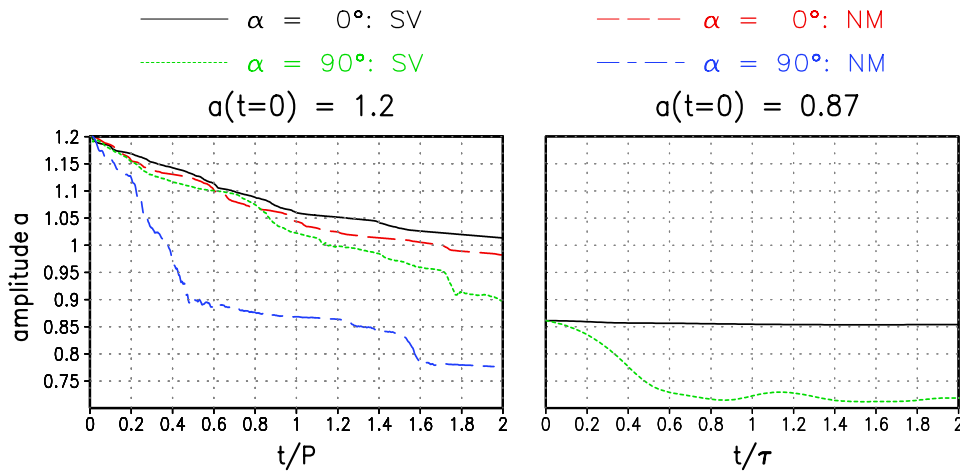 α = 0°: SV
α = 0°: NM
α = 90°: SV
α = 90°: NM
a(t=0) = 1.2
a(t=0) = 0.87
amplitude a
1.2
1.15
1.1
1.05
1
0.95
0.9
0.85
0.8
0.75
0 0.2 0.4 0.6 0.8 1 1.2 1.4 1.6 1.8 2
0 0.2 0.4 0.6 0.8 1 1.2 1.4 1.6 1.8 2
t/P
t/τ